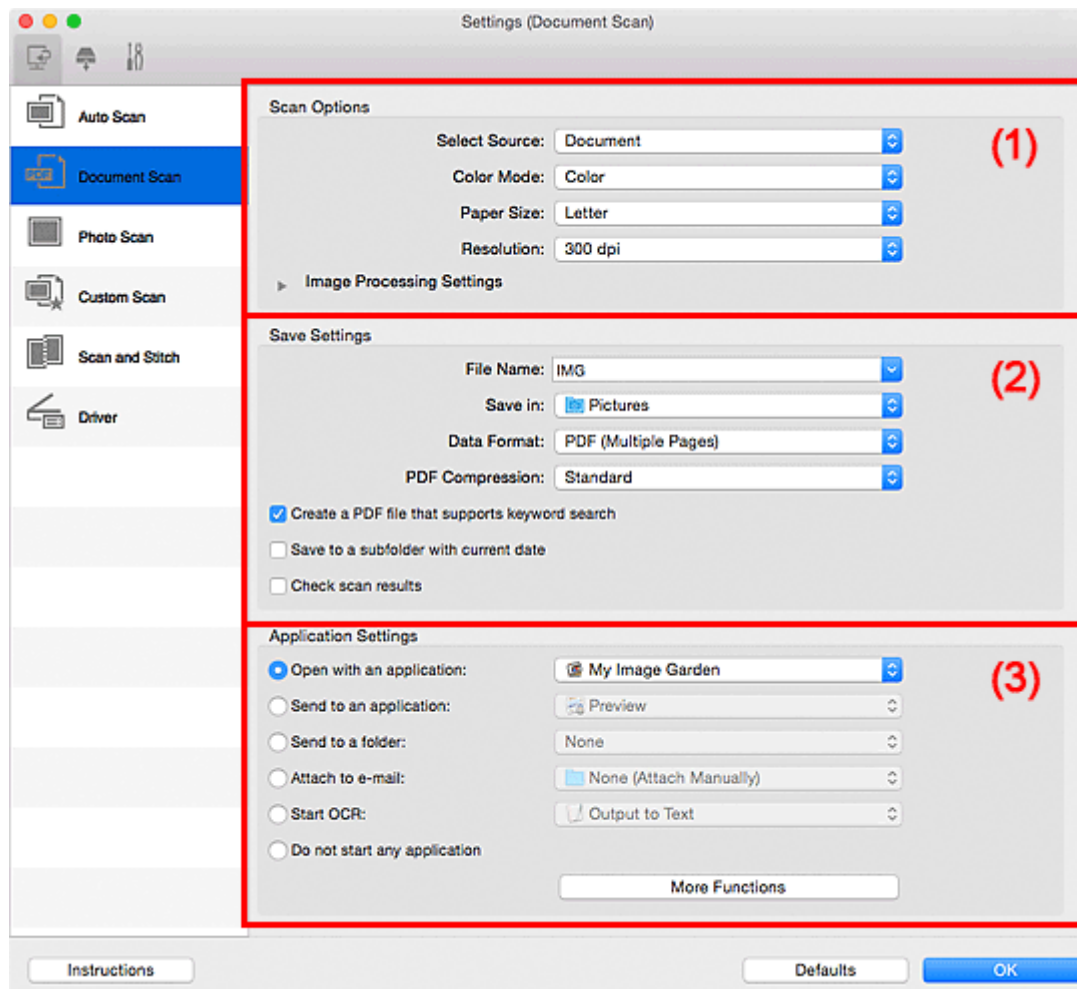 Settings (Document Scan)
Auto Scan
Document Scan
Photo Scan
Custom Scan
Scan and Stitch
Driver
Scan Options
(1)
Select Source: Document
Color Mode: Color
Paper Size: Letter
Resolution: 300 dpi
Image Processing Settings
Save Settings
(2)
File Name: IMG
Save in: Pictures
Data Format: PDF (Multiple Pages)
PDF Compression: Standard
Create a PDF file that supports keyword search
Save to a subfolder with current date
Check scan results
Application Settings
(3)
Open with an application: My Image Garden
Send to an application: Preview
Send to a folder: None
Attach to e-mail: None (Attach Manually)
Start OCR: Output to Text
Do not start any application
More Functions
Instructions Defaults OK